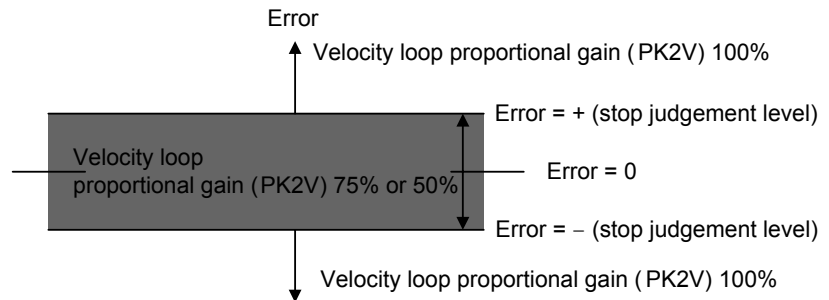 Error
Velocity loop proportional gain (PK2V) 100%
Error = + (stop judgement level)
Velocity loop
proportional gain (PK2V) 75% or 50%
Error = 0
Error = − (stop judgement level)
Velocity loop proportional gain (PK2V) 100%